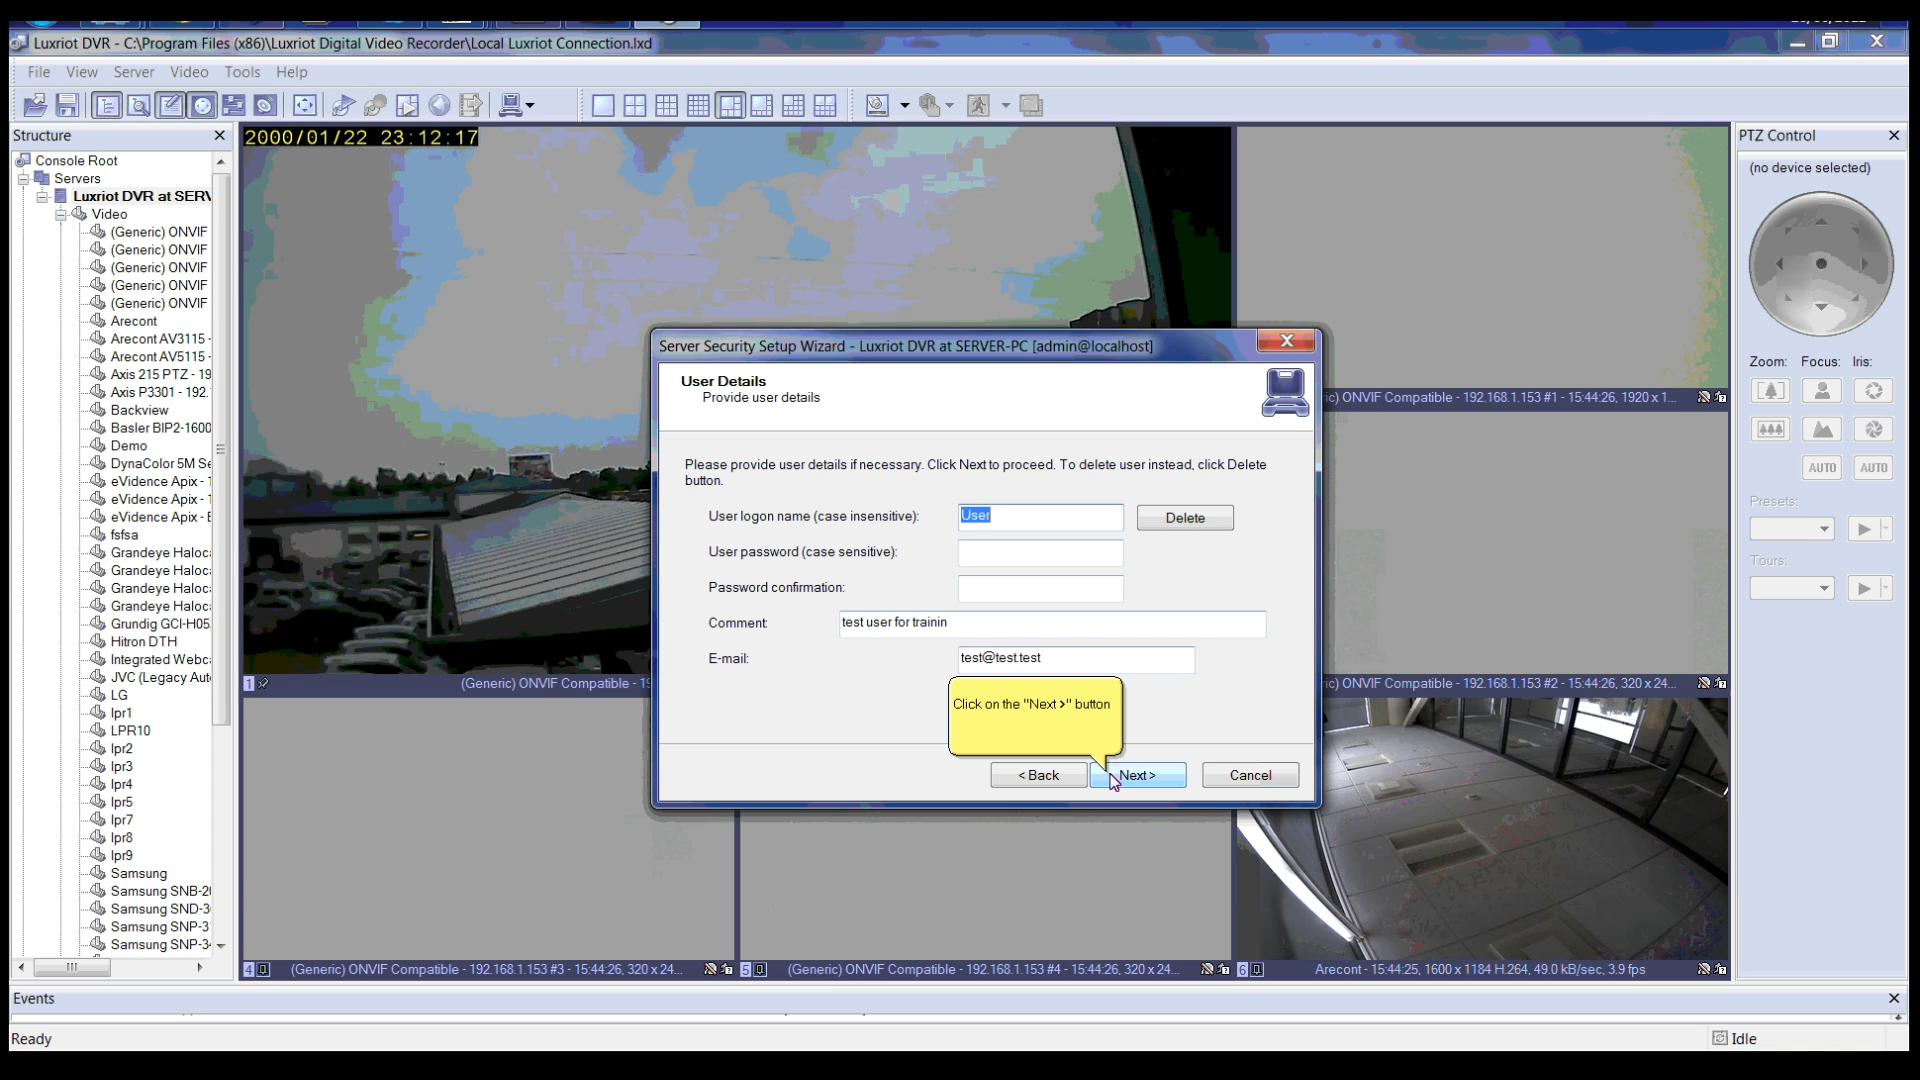 Luxriot DVR - C:\Program Files (x86)\Luxriot Digital Video Recorder\Local Luxriot Connection.lxd
File View Server Video Tools Help
Structure
Console Root
Servers
Luxriot DVR at SERV
Video
(Generic) ONVIF
(Generic) ONVIF
(Generic) ONVIF
(Generic) ONVIF
(Generic) ONVIF
Arecont
Arecont AV3115 -
Arecont AV5115 -
Axis 215 PTZ - 19
Axis P3301 - 192.
Backview
Basler BIP2-1600
Demo
DynaColor 5M Se
eVidence Apix - 1
eVidence Apix - 1
eVidence Apix - E
fsfsa
Grandeye Haloc
Grandeye Haloc
Grandeye Haloc
Grandeye Haloc
Grundig GCI-H05
Hitron DTH
Integrated Webc
JVC (Legacy Aut
LG
lpr1
LPR10
lpr2
lpr3
lpr4
lpr5
lpr7
lpr8
lpr9
Samsung
Samsung SNB-20
Samsung SND-3
Samsung SNP-3
Samsung SNP-34
2000/01/22 23:12:17
1
(Generic) ONVIF Compatible - 19
ic) ONVIF Compatible - 192.168.1.153 #1 - 15:44:26, 1920 x 1...
ic) ONVIF Compatible - 192.168.1.153 #2 - 15:44:26, 320 x 24...
4 (Generic) ONVIF Compatible - 192.168.1.153 #3 - 15:44:26, 320 x 24...
5 (Generic) ONVIF Compatible - 192.168.1.153 #4 - 15:44:26, 320 x 24...
6 Arecont - 15:44:25, 1600 x 1184 H.264, 49.0 kB/sec, 3.9 fps
Server Security Setup Wizard - Luxriot DVR at SERVER-PC [admin@localhost]
User Details
Provide user details
Please provide user details if necessary. Click Next to proceed. To delete user instead, click Delete
button.
User logon name (case insensitive): User Delete
User password (case sensitive):
Password confirmation:
Comment: test user for trainin
E-mail: test@test.test
Click on the "Next >" button
< Back Next > Cancel
PTZ Control
(no device selected)
Zoom: Focus: Iris:
AUTO AUTO
Presets:
Tours:
Events
Ready
Idle